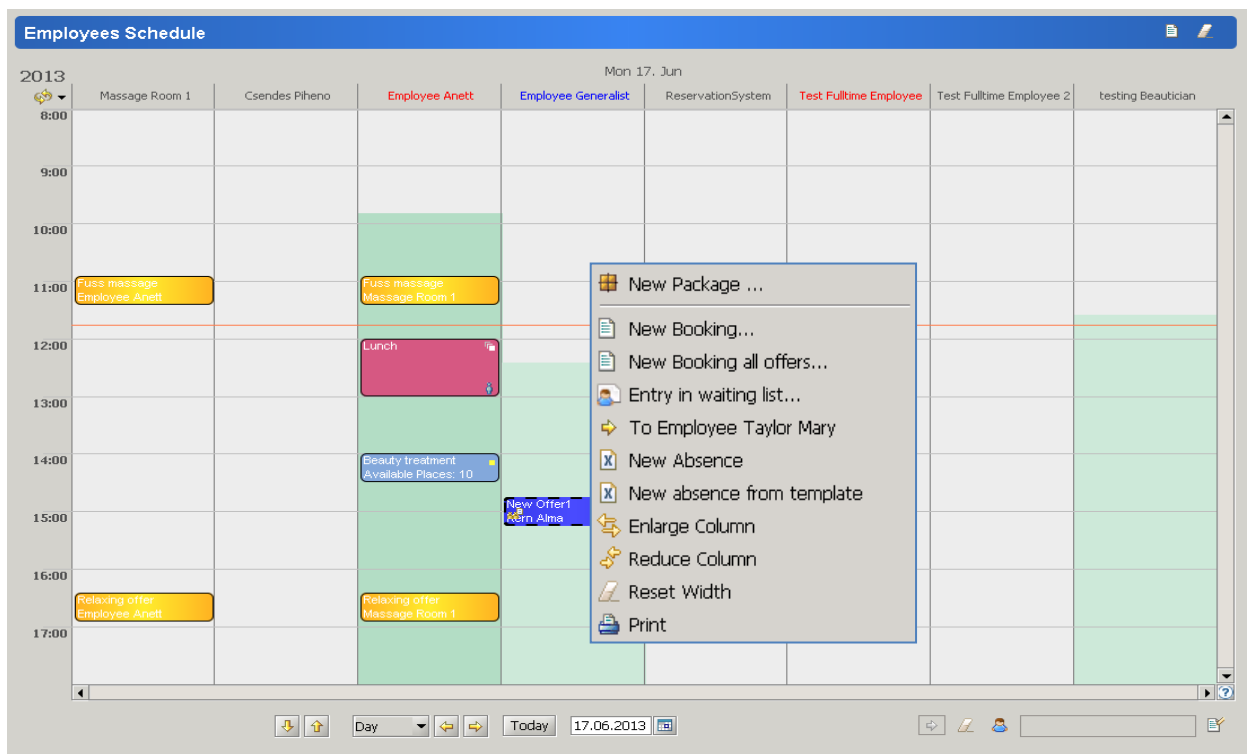 Employees Schedule
2013
Mon 17. Jun
Massage Room 1
Csendes Piheno
Employee Anett
Employee Generalist
ReservationSystem
Test Fulltime Employee
Test Fulltime Employee 2
testing Beautician
8:00
9:00
10:00
11:00
Fuss massage
Employee Anett
Fuss massage
Massage Room 1
12:00
Lunch
13:00
14:00
Beauty treatment
Available Places: 10
New Offer1
Kern Alma
15:00
16:00
Relaxing offer
Employee Anett
Relaxing offer
Massage Room 1
17:00
New Package ...
New Booking...
New Booking all offers...
Entry in waiting list...
To Employee Taylor Mary
New Absence
New absence from template
Enlarge Column
Reduce Column
Reset Width
Print
Day
Today
17.06.2013